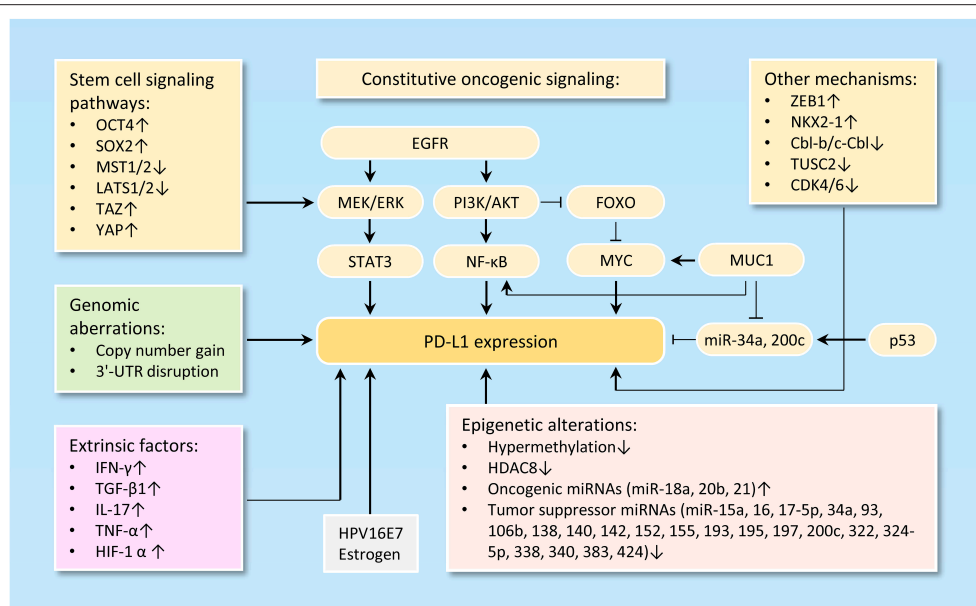 Stem cell signaling
pathways:
• OCT4↑
• SOX2↑
• MST1/2↓
• LATS1/2↓
• TAZ↑
• YAP↑
Constitutive oncogenic signaling:
Other mechanisms:
• ZEB1↑
• NKX2-1↑
• Cbl-b/c-Cbl↓
• TUSC2↓
• CDK4/6↓
EGFR
MEK/ERK
PI3K/AKT
FOXO
STAT3
NF-κB
MYC
MUC1
Genomic
aberrations:
• Copy number gain
• 3'-UTR disruption
PD-L1 expression
miR-34a, 200c
p53
Extrinsic factors:
• IFN-γ↑
• TGF-β1↑
• IL-17↑
• TNF-α↑
• HIF-1 α ↑
HPV16E7
Estrogen
Epigenetic alterations:
• Hypermethylation↓
• HDAC8↓
• Oncogenic miRNAs (miR-18a, 20b, 21)↑
• Tumor suppressor miRNAs (miR-15a, 16, 17-5p, 34a, 93,
106b, 138, 140, 142, 152, 155, 193, 195, 197, 200c, 322, 324-
5p, 338, 340, 383, 424)↓